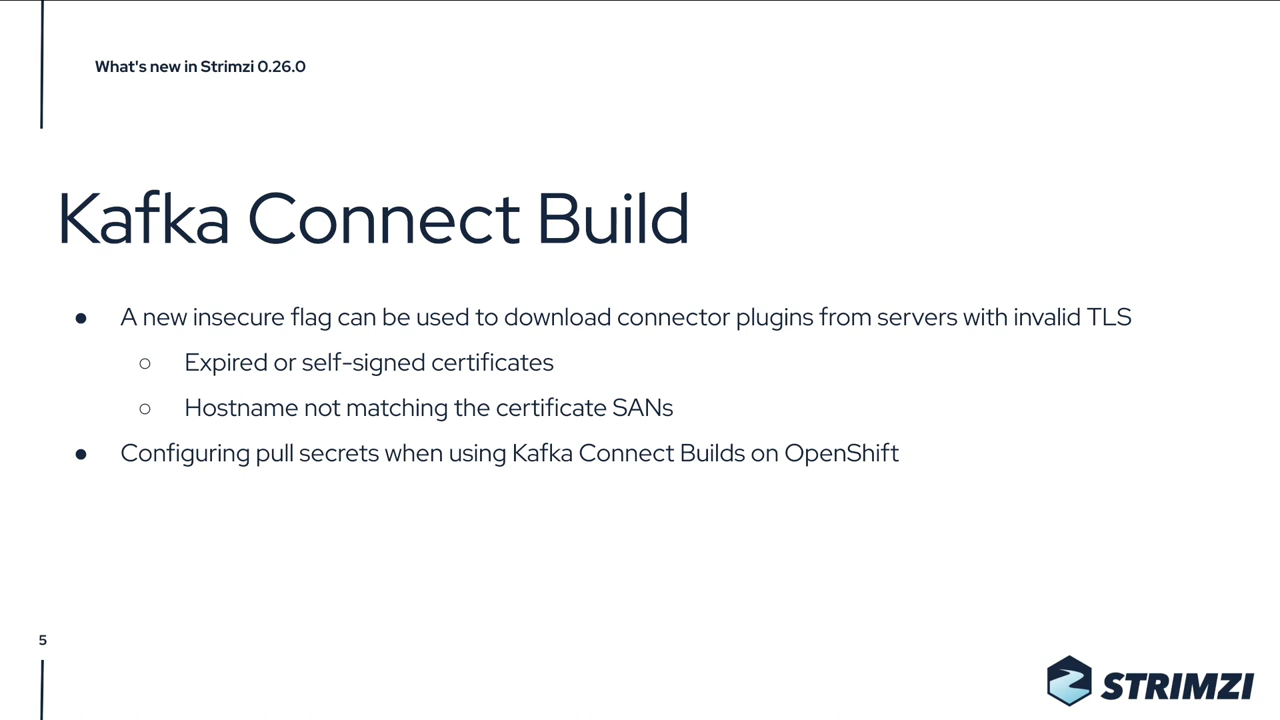 What's new in Strimzi 0.26.0
Kafka Connect Build
● A new insecure flag can be used to download connector plugins from servers with invalid TLS
○ Expired or self-signed certificates
○ Hostname not matching the certificate SANs
● Configuring pull secrets when using Kafka Connect Builds on OpenShift
5
STRIMZI